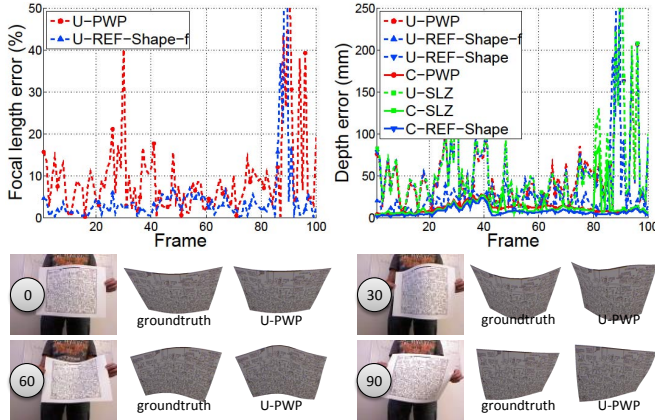 Focal length error (%)
50
40
30
20
10
0
U-PWP
U-REF-Shape-f
0 20 40 60 80 100
Frame
Depth error (mm)
250
200
150
100
50
0
U-PWP
U-REF-Shape-f
U-REF-Shape
C-PWP
U-SLZ
C-SLZ
C-REF-Shape
0 20 40 60 80 100
Frame
0
groundtruth U-PWP
30
groundtruth U-PWP
60
groundtruth U-PWP
90
groundtruth U-PWP